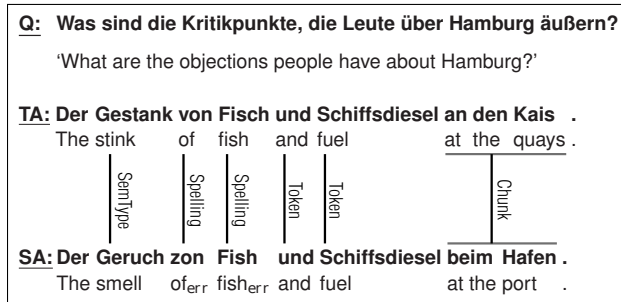 Q: Was sind die Kritikpunkte, die Leute über Hamburg äußern?
‘What are the objections people have about Hamburg?’
TA: Der Gestank von Fisch und Schiffsdiesel an den Kais .
The stink of fish and fuel at the quays .
SemType Spelling Spelling Token Token Chunk
SA: Der Geruch zon Fish und Schiffsdiesel beim Hafen .
The smell oferr fisherr and fuel at the port .